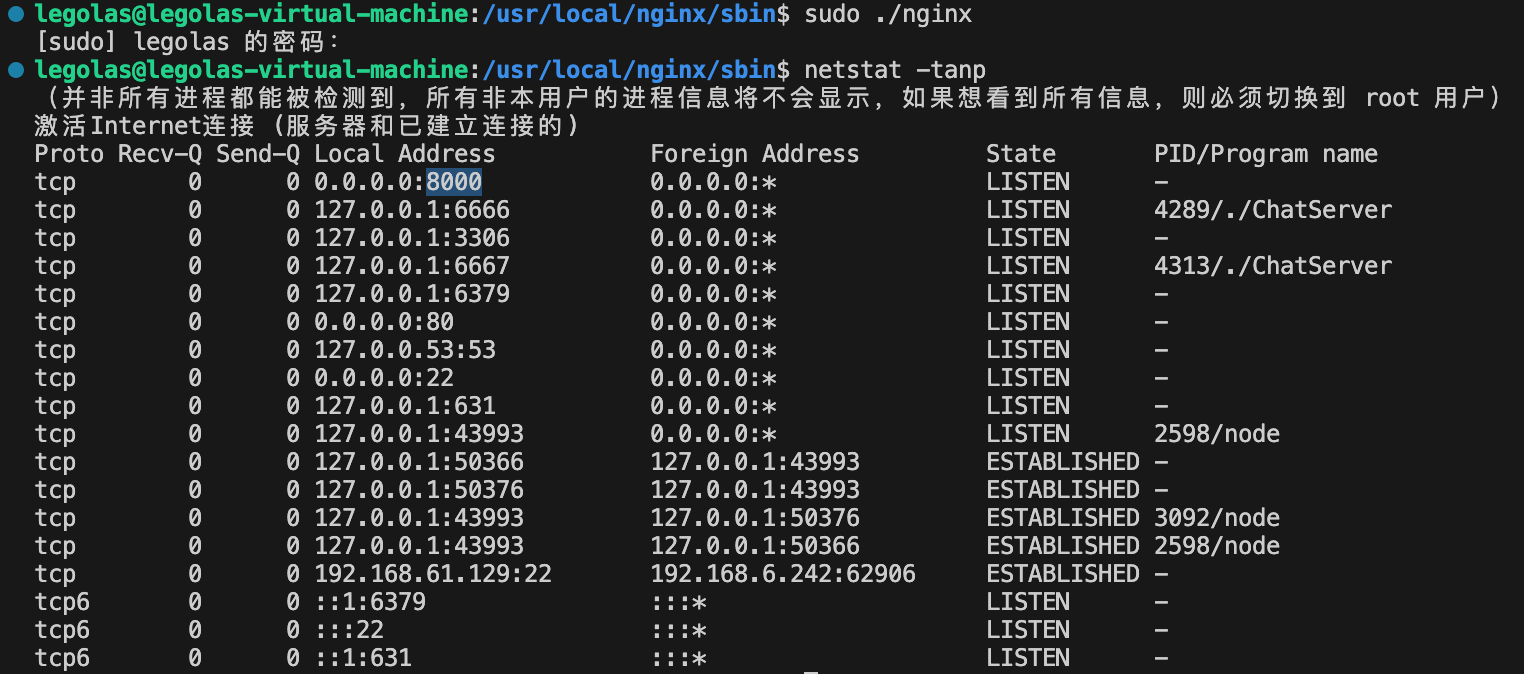 legolas@legolas-virtual-machine:/usr/local/nginx/sbin$ sudo ./nginx
[sudo] legolas 的密码：
legolas@legolas-virtual-machine:/usr/local/nginx/sbin$ netstat -tanp
（并非所有进程都能被检测到，所有非本用户的进程信息将不会显示，如果想看到所有信息，则必须切换到 root 用户）
激活Internet连接 (服务器和已建立连接的)
Proto Recv-Q Send-Q Local Address           Foreign Address         State       PID/Program name
tcp        0      0 0.0.0.0:8000            0.0.0.0:*               LISTEN      -
tcp        0      0 127.0.0.1:6666          0.0.0.0:*               LISTEN      4289/./ChatServer
tcp        0      0 127.0.0.1:3306          0.0.0.0:*               LISTEN      -
tcp        0      0 127.0.0.1:6667          0.0.0.0:*               LISTEN      4313/./ChatServer
tcp        0      0 127.0.0.1:6379          0.0.0.0:*               LISTEN      -
tcp        0      0 0.0.0.0:80              0.0.0.0:*               LISTEN      -
tcp        0      0 127.0.0.53:53           0.0.0.0:*               LISTEN      -
tcp        0      0 0.0.0.0:22              0.0.0.0:*               LISTEN      -
tcp        0      0 127.0.0.1:631           0.0.0.0:*               LISTEN      -
tcp        0      0 127.0.0.1:43993         0.0.0.0:*               LISTEN      2598/node
tcp        0      0 127.0.0.1:50366         127.0.0.1:43993         ESTABLISHED -
tcp        0      0 127.0.0.1:50376         127.0.0.1:43993         ESTABLISHED -
tcp        0      0 127.0.0.1:43993         127.0.0.1:50376         ESTABLISHED 3092/node
tcp        0      0 127.0.0.1:43993         127.0.0.1:50366         ESTABLISHED 2598/node
tcp        0      0 192.168.61.129:22       192.168.6.242:62906     ESTABLISHED -
tcp6       0      0 ::1:6379                :::*                    LISTEN      -
tcp6       0      0 :::22                   :::*                    LISTEN      -
tcp6       0      0 ::1:631                 :::*                    LISTEN      -